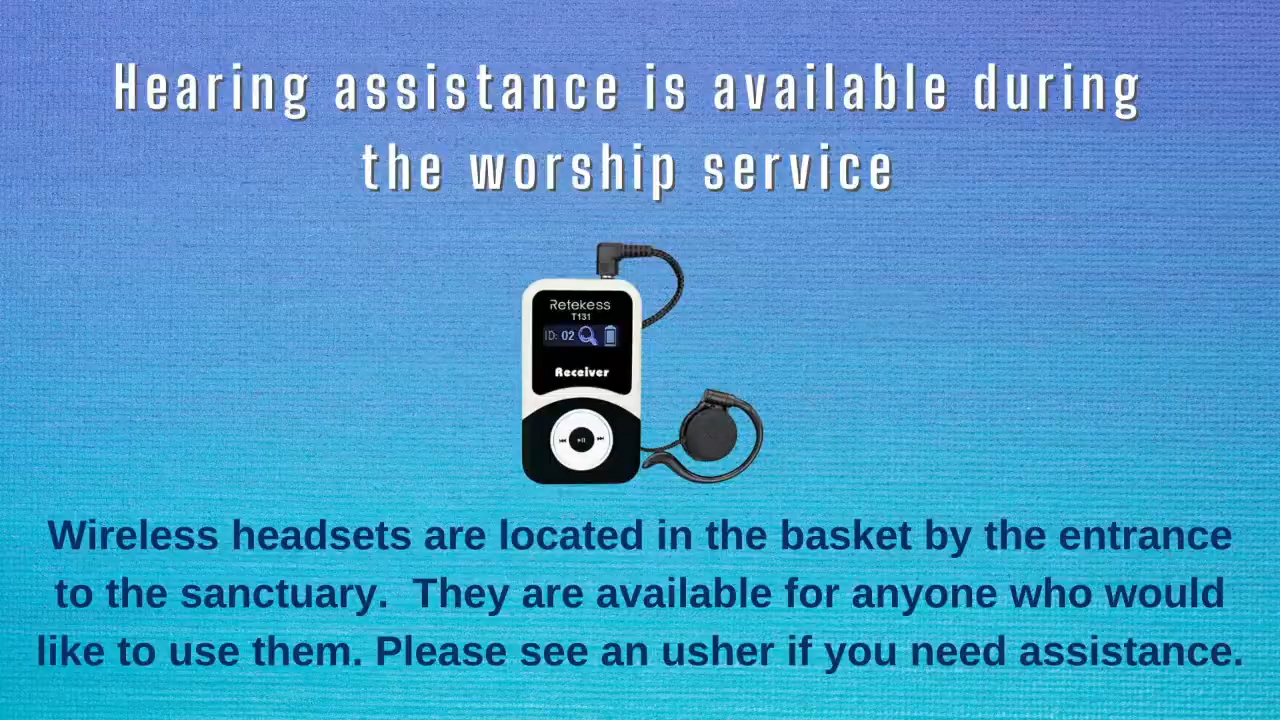 Hearing assistance is available during
the worship service
Retekess
T131
ID: 02
Receiver
Wireless headsets are located in the basket by the entrance
to the sanctuary.  They are available for anyone who would
like to use them. Please see an usher if you need assistance.